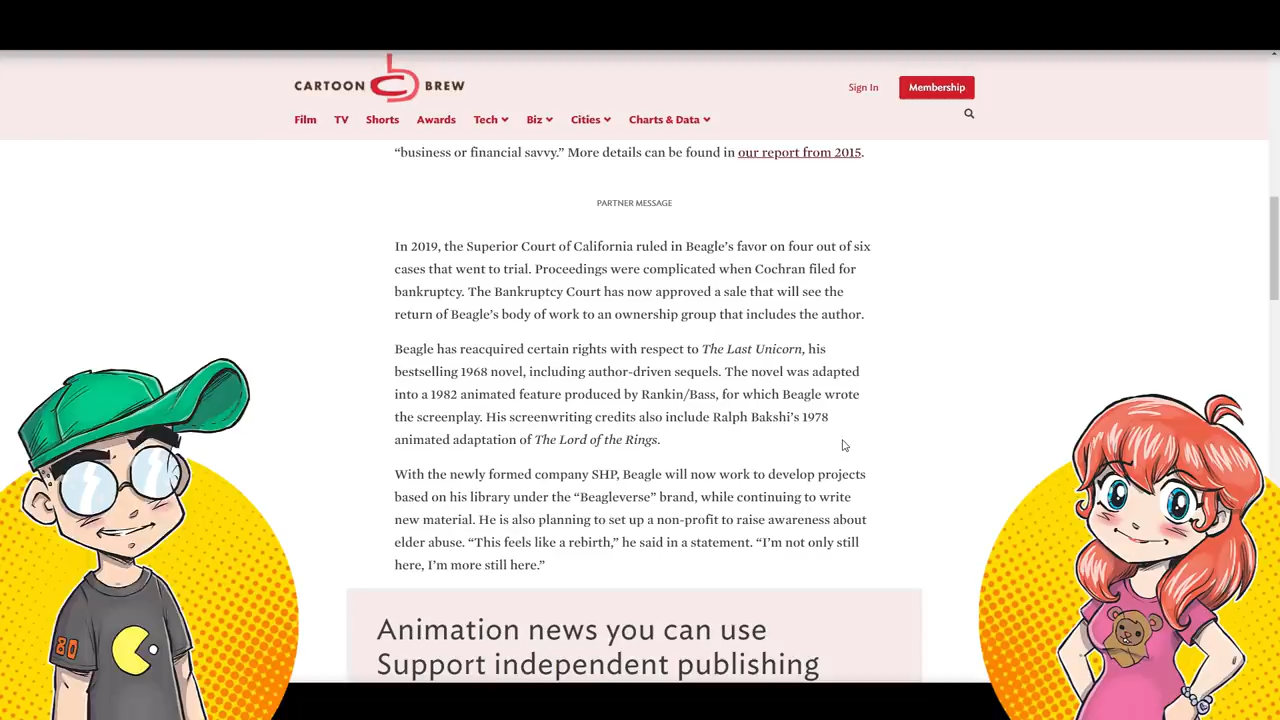 CARTOON BREW
Sign In
Membership
Film TV Shorts Awards Tech Biz Cities Charts & Data
“business or financial savvy.” More details can be found in our report from 2015.
PARTNER MESSAGE
In 2019, the Superior Court of California ruled in Beagle’s favor on four out of six
cases that went to trial. Proceedings were complicated when Cochran filed for
bankruptcy. The Bankruptcy Court has now approved a sale that will see the
return of Beagle’s body of work to an ownership group that includes the author.
Beagle has reacquired certain rights with respect to The Last Unicorn, his
bestselling 1968 novel, including author-driven sequels. The novel was adapted
into a 1982 animated feature produced by Rankin/Bass, for which Beagle wrote
the screenplay. His screenwriting credits also include Ralph Bakshi’s 1978
animated adaptation of The Lord of the Rings.
With the newly formed company SHP, Beagle will now work to develop projects
based on his library under the “Beagleverse” brand, while continuing to write
new material. He is also planning to set up a non-profit to raise awareness about
elder abuse. “This feels like a rebirth,” he said in a statement. “I’m not only still
here, I’m more still here.”
Animation news you can use
Support independent publishing
80